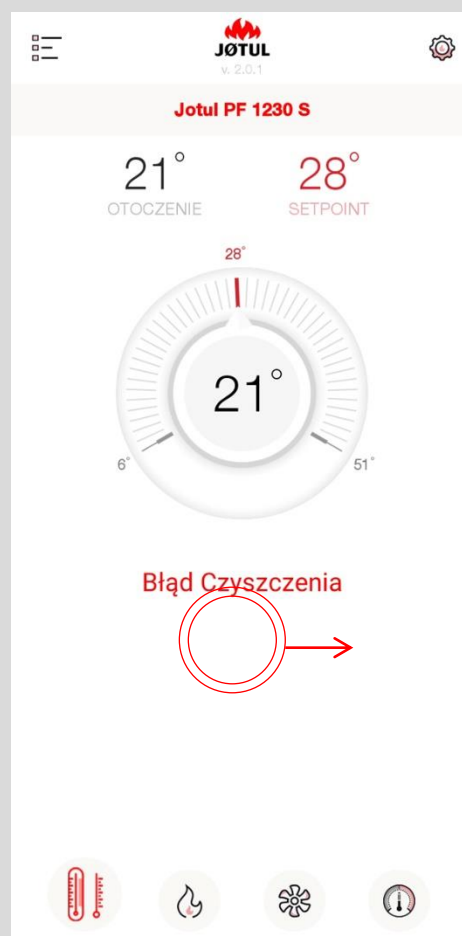 JØTUL
v. 2.0.1
Jotul PF 1230 S
21° 28°
OTOCZENIE SETPOINT
28°
21°
6° 51°
Błąd Czyszczenia